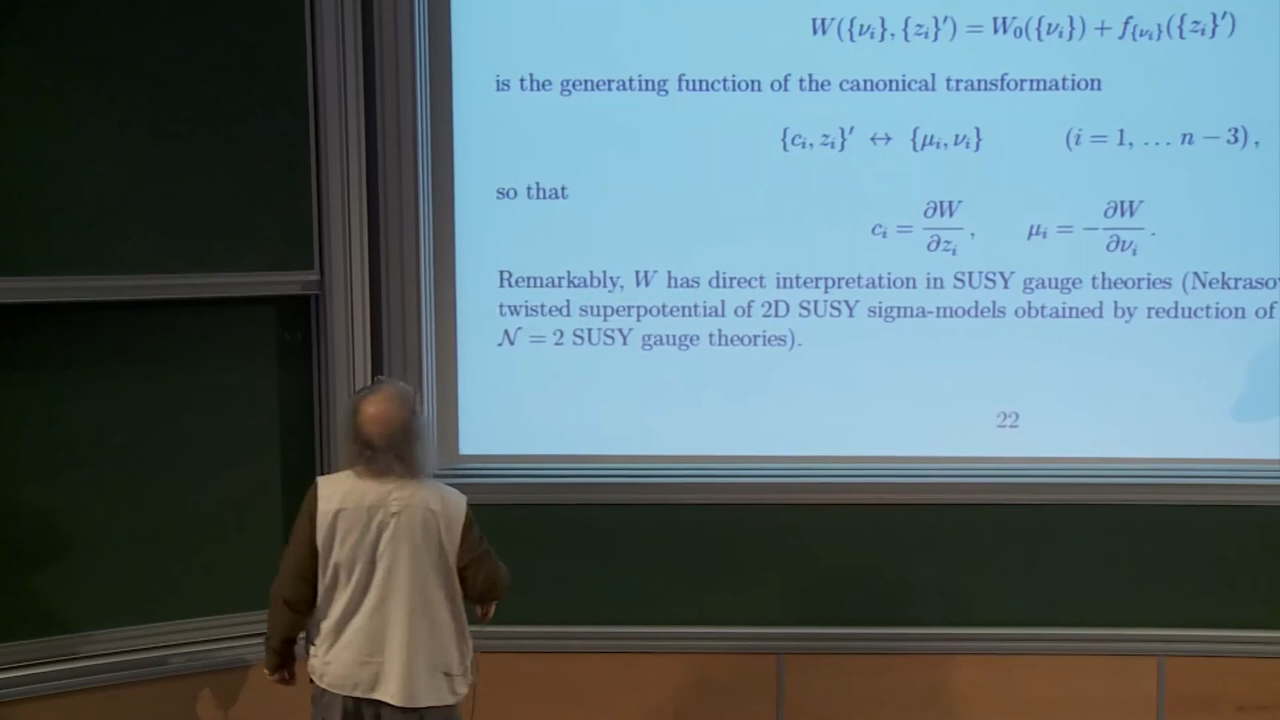 W({ν_i}, {z_i}′) = W_0({ν_i}) + f_{{ν_i}}({z_i}′)
is the generating function of the canonical transformation
{c_i, z_i}′ ↔ {μ_i, ν_i} (i = 1, … n − 3),
so that
c_i = ∂W/∂z_i, μ_i = −∂W/∂ν_i.
Remarkably, W has direct interpretation in SUSY gauge theories
twisted superpotential of 2D SUSY sigma-models obtained by reduction of
𝒩 = 2 SUSY gauge theories).
22